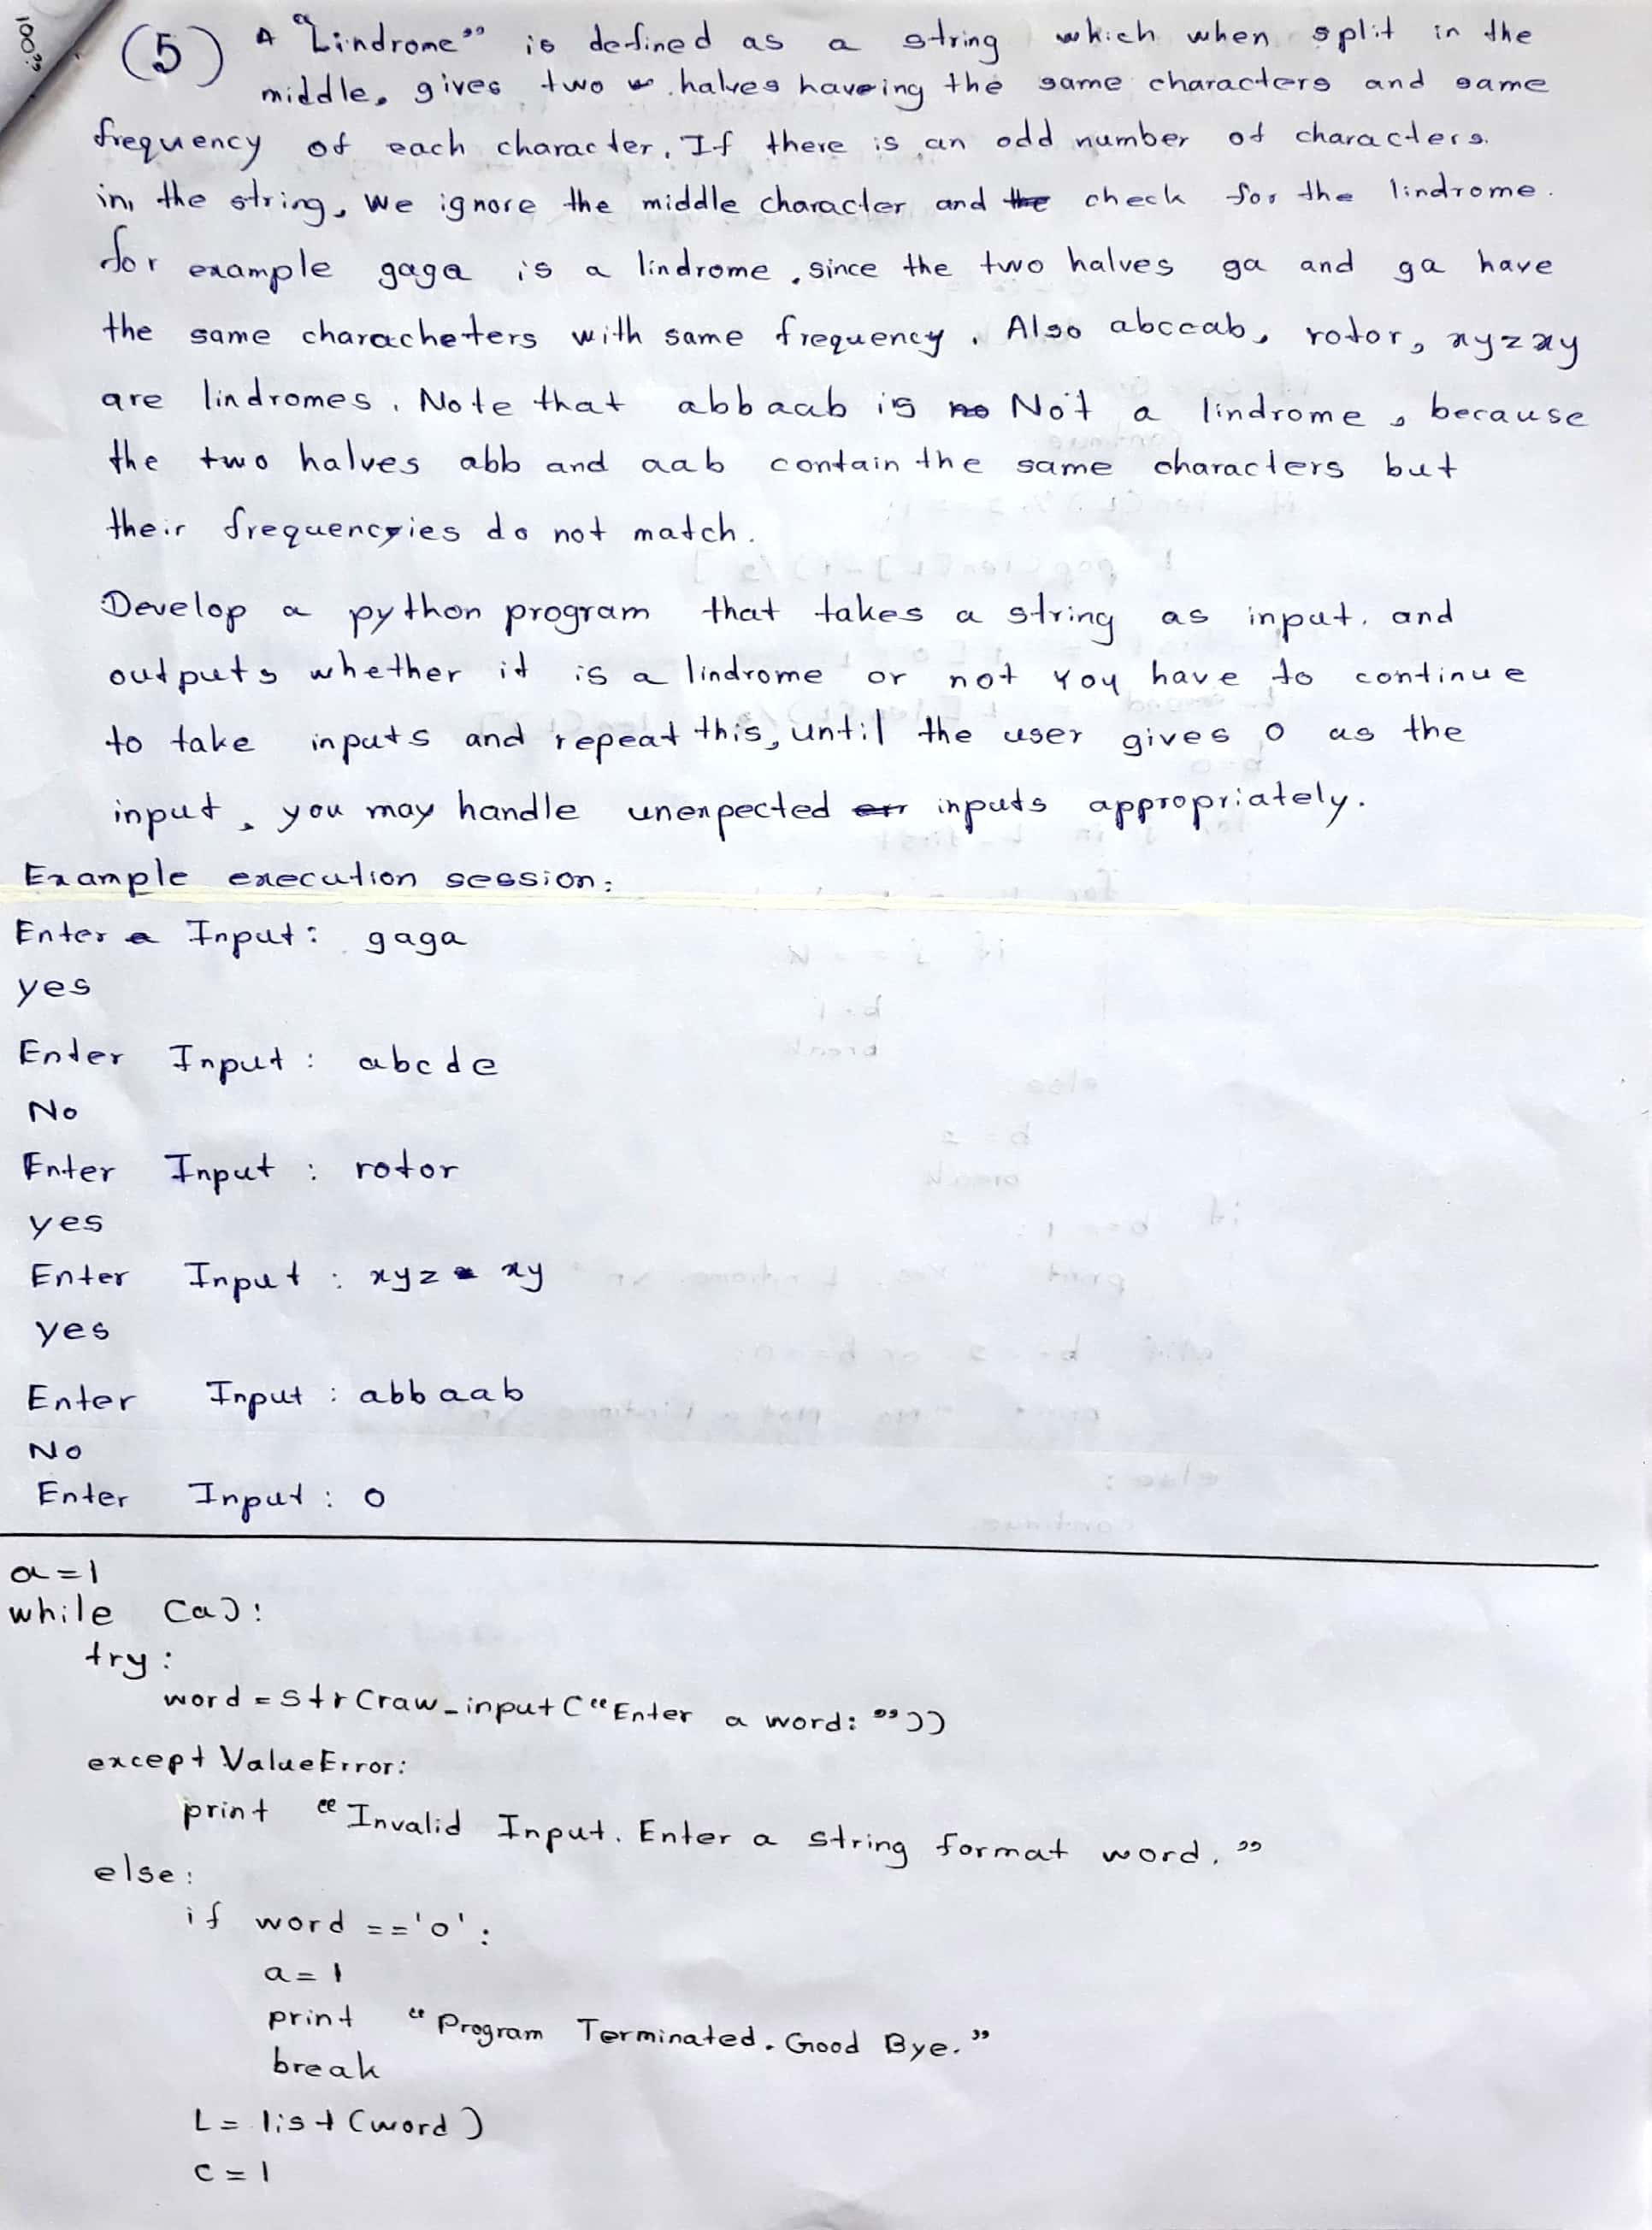 (5) A "Lindrome" is defined as a string which when split in the
middle, gives two halves haveing the same characters and same
frequency of each character. If there is an odd number of characters.
in, the string, we ignore the middle character and the check for the lindrome.
for example gaga is a lindrome, since the two halves ga and ga have
the same characheters with same frequency. Also abccab, rotor, xyzxy
are lindromes. Note that abbaab is no Not a lindrome, because
the two halves abb and aab contain the same characters but
their frequencyies do not match.
Develop a python program that takes a string as input. and
outputs whether it is a lindrome or not You have to continue
to take inputs and repeat this, until the user gives 0 as the
input, you may handle unexpected err inputs appropriately.
Example execution session:
Enter a Input: gaga
yes
Enter Input: abcde
No
Enter Input : rotor
yes
Enter Input : xyz xy
yes
Enter Input : abbaab
No
Enter Input : 0
a=1
while (a):
try:
word = str(raw_input("Enter a word: "))
except ValueError:
print "Invalid Input. Enter a string format word."
else:
if word =='0':
a=1
print "Program Terminated. Good Bye."
break
L = list(word)
c = 1